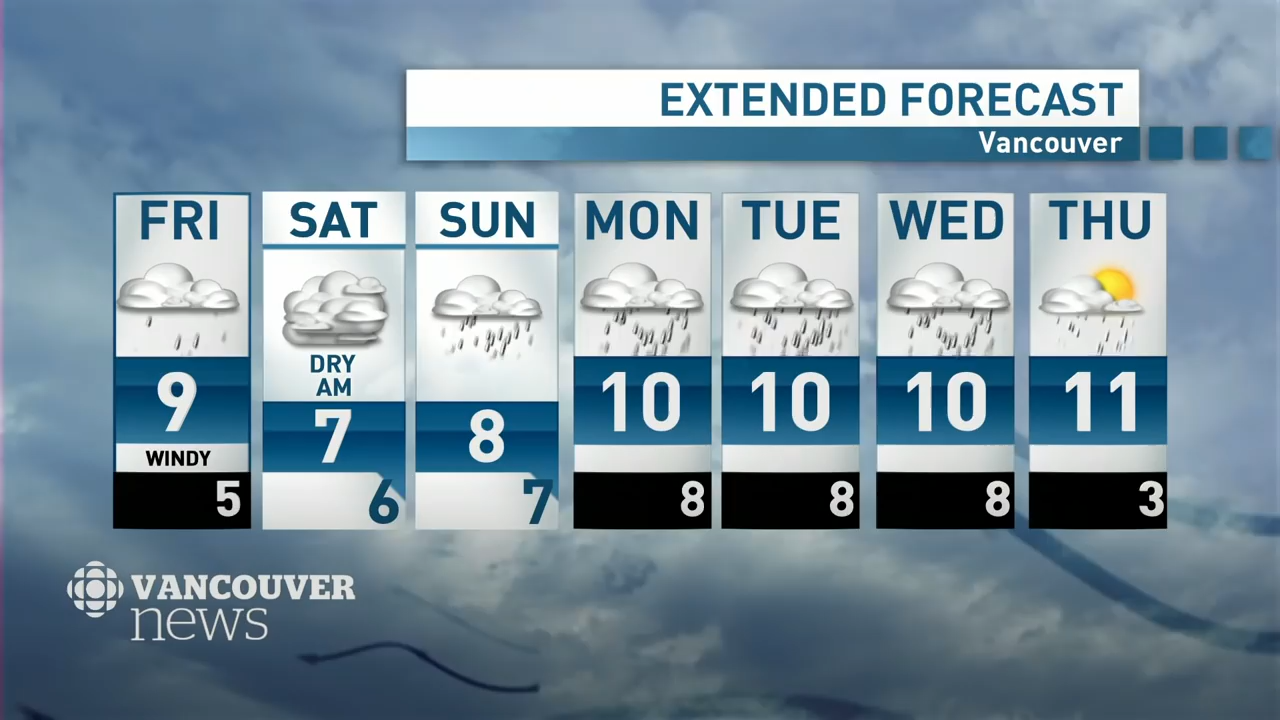 EXTENDED FORECAST
Vancouver
FRI SAT SUN MON TUE WED THU
DRY
AM
9 7 8 10 10 10 11
WINDY
5 6 7 8 8 8 3
VANCOUVER
news